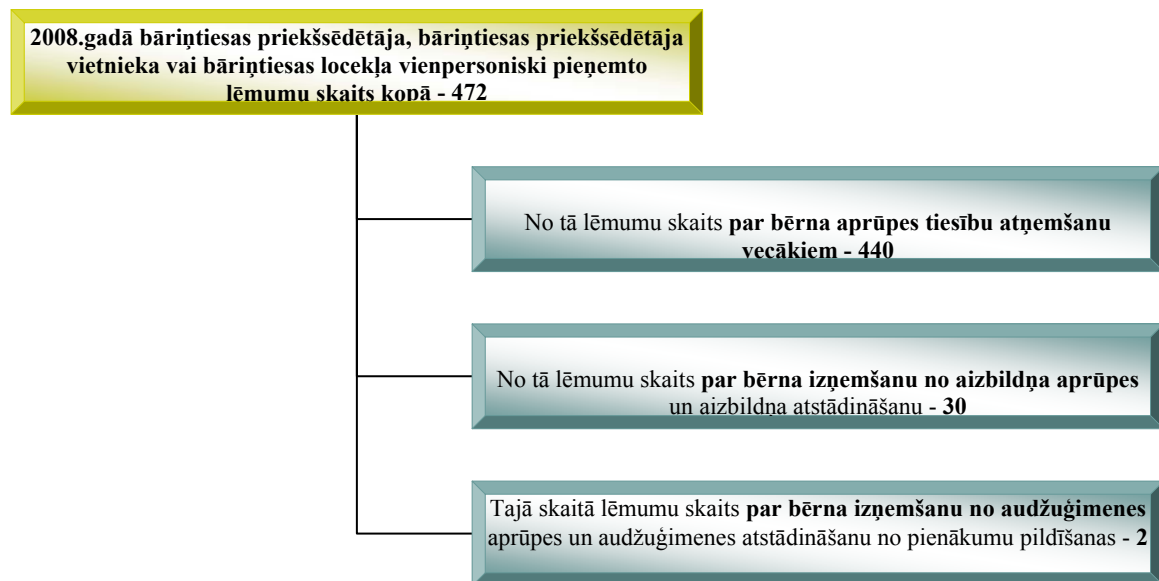 2008.gadā bāriņtiesas priekšsēdētāja, bāriņtiesas priekšsēdētāja
vietnieka vai bāriņtiesas locekļa vienpersoniski pieņemto
lēmumu skaits kopā - 472
No tā lēmumu skaits par bērna aprūpes tiesību atņemšanu
vecākiem - 440
No tā lēmumu skaits par bērna izņemšanu no aizbildņa aprūpes
un aizbildņa atstādināšanu - 30
Tajā skaitā lēmumu skaits par bērna izņemšanu no audžuģimenes
aprūpes un audžuģimenes atstādināšanu no pienākumu pildīšanas - 2